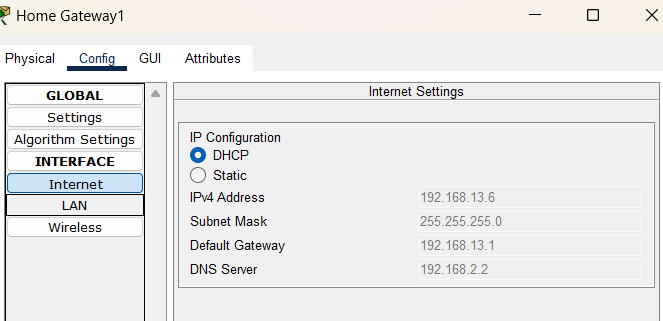 Home Gateway1
Physical Config GUI Attributes
GLOBAL
Settings
Algorithm Settings
INTERFACE
Internet
LAN
Wireless
Internet Settings
IP Configuration
DHCP
Static
IPv4 Address 192.168.13.6
Subnet Mask 255.255.255.0
Default Gateway 192.168.13.1
DNS Server 192.168.2.2